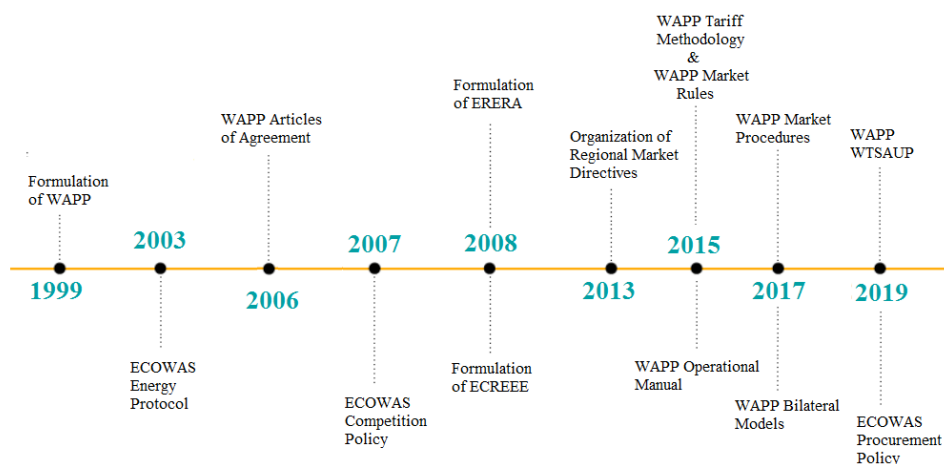 WAPP Tariff
Methodology
&
WAPP Market
Rules
Formulation
of ERERA
WAPP Articles
of Agreement
Organization of
Regional Market
Directives
WAPP Market
Procedures
WAPP
WTSAUP
Formulation
of WAPP
2003
2007
2008
2015
1999
2006
2013
2017
2019
ECOWAS
Energy
Protocol
ECOWAS
Competition
Policy
Formulation
of ECREEE
WAPP Operational
Manual
WAPP Bilateral
Models
ECOWAS
Procurement
Policy